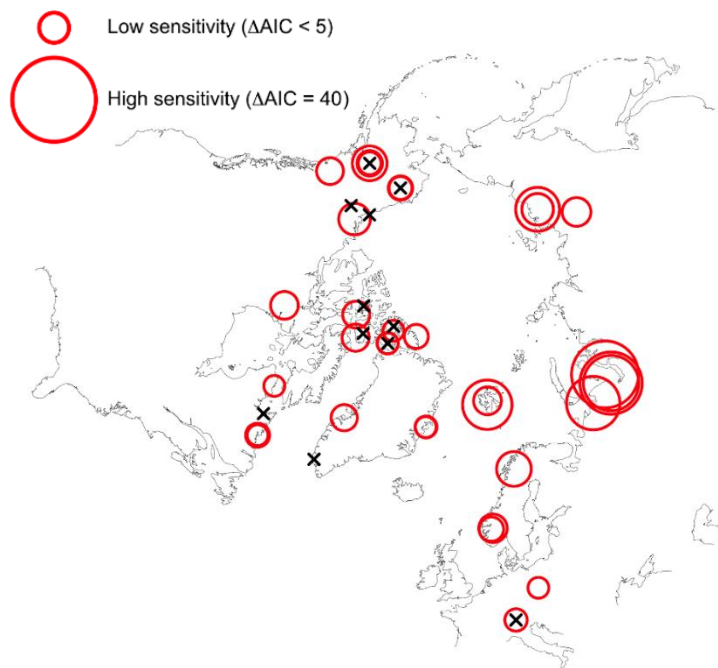 Low sensitivity (ΔAIC < 5)
High sensitivity (ΔAIC = 40)